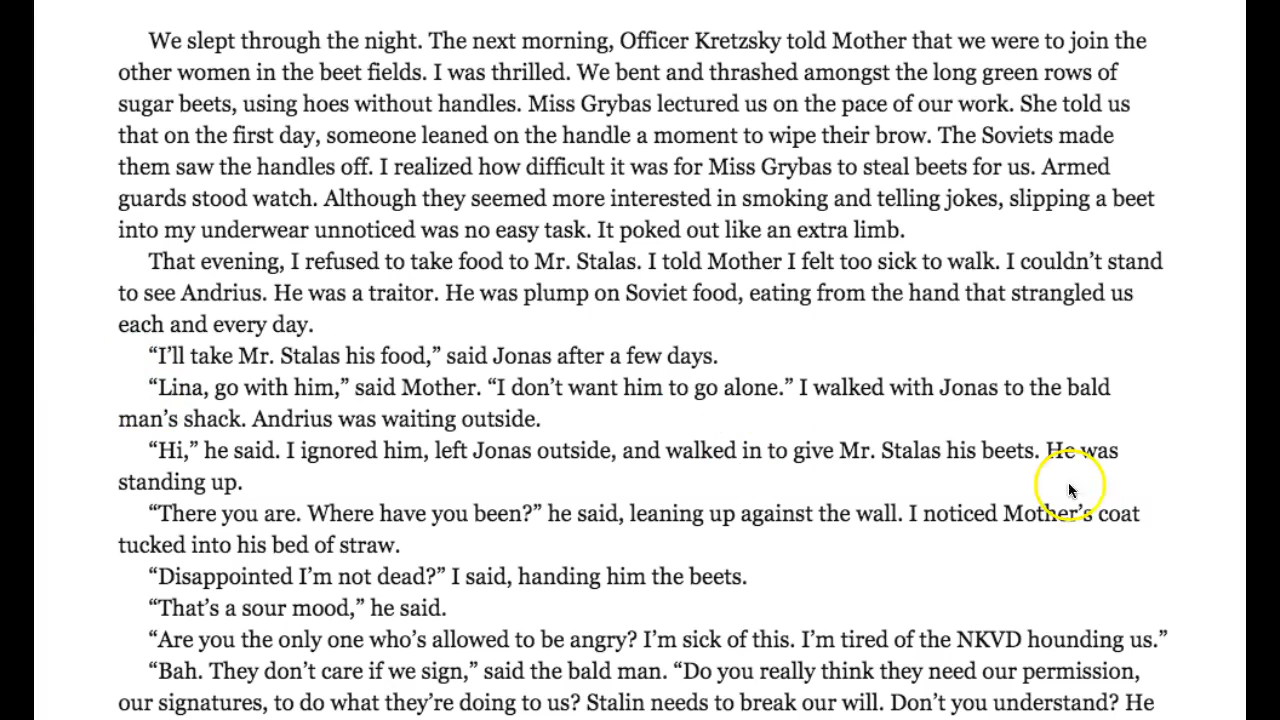 We slept through the night. The next morning, Officer Kretzsky told Mother that we were to join the
other women in the beet fields. I was thrilled. We bent and thrashed amongst the long green rows of
sugar beets, using hoes without handles. Miss Grybas lectured us on the pace of our work. She told us
that on the first day, someone leaned on the handle a moment to wipe their brow. The Soviets made
them saw the handles off. I realized how difficult it was for Miss Grybas to steal beets for us. Armed
guards stood watch. Although they seemed more interested in smoking and telling jokes, slipping a beet
into my underwear unnoticed was no easy task. It poked out like an extra limb.
That evening, I refused to take food to Mr. Stalas. I told Mother I felt too sick to walk. I couldn’t stand
to see Andrius. He was a traitor. He was plump on Soviet food, eating from the hand that strangled us
each and every day.
“I’ll take Mr. Stalas his food,” said Jonas after a few days.
“Lina, go with him,” said Mother. “I don’t want him to go alone.” I walked with Jonas to the bald
man’s shack. Andrius was waiting outside.
“Hi,” he said. I ignored him, left Jonas outside, and walked in to give Mr. Stalas his beets. He was
standing up.
“There you are. Where have you been?” he said, leaning up against the wall. I noticed Mother’s coat
tucked into his bed of straw.
“Disappointed I’m not dead?” I said, handing him the beets.
“That’s a sour mood,” he said.
“Are you the only one who’s allowed to be angry? I’m sick of this. I’m tired of the NKVD hounding us.”
“Bah. They don’t care if we sign,” said the bald man. “Do you really think they need our permission,
our signatures, to do what they’re doing to us? Stalin needs to break our will. Don’t you understand? He